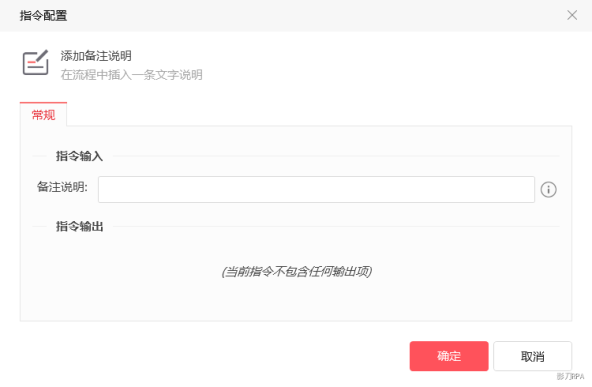 指令配置
添加备注说明
在流程中插入一条文字说明
常规
指令输入
备注说明:
指令输出
(当前指令不包含任何输出项)
确定
取消
影刀RPA